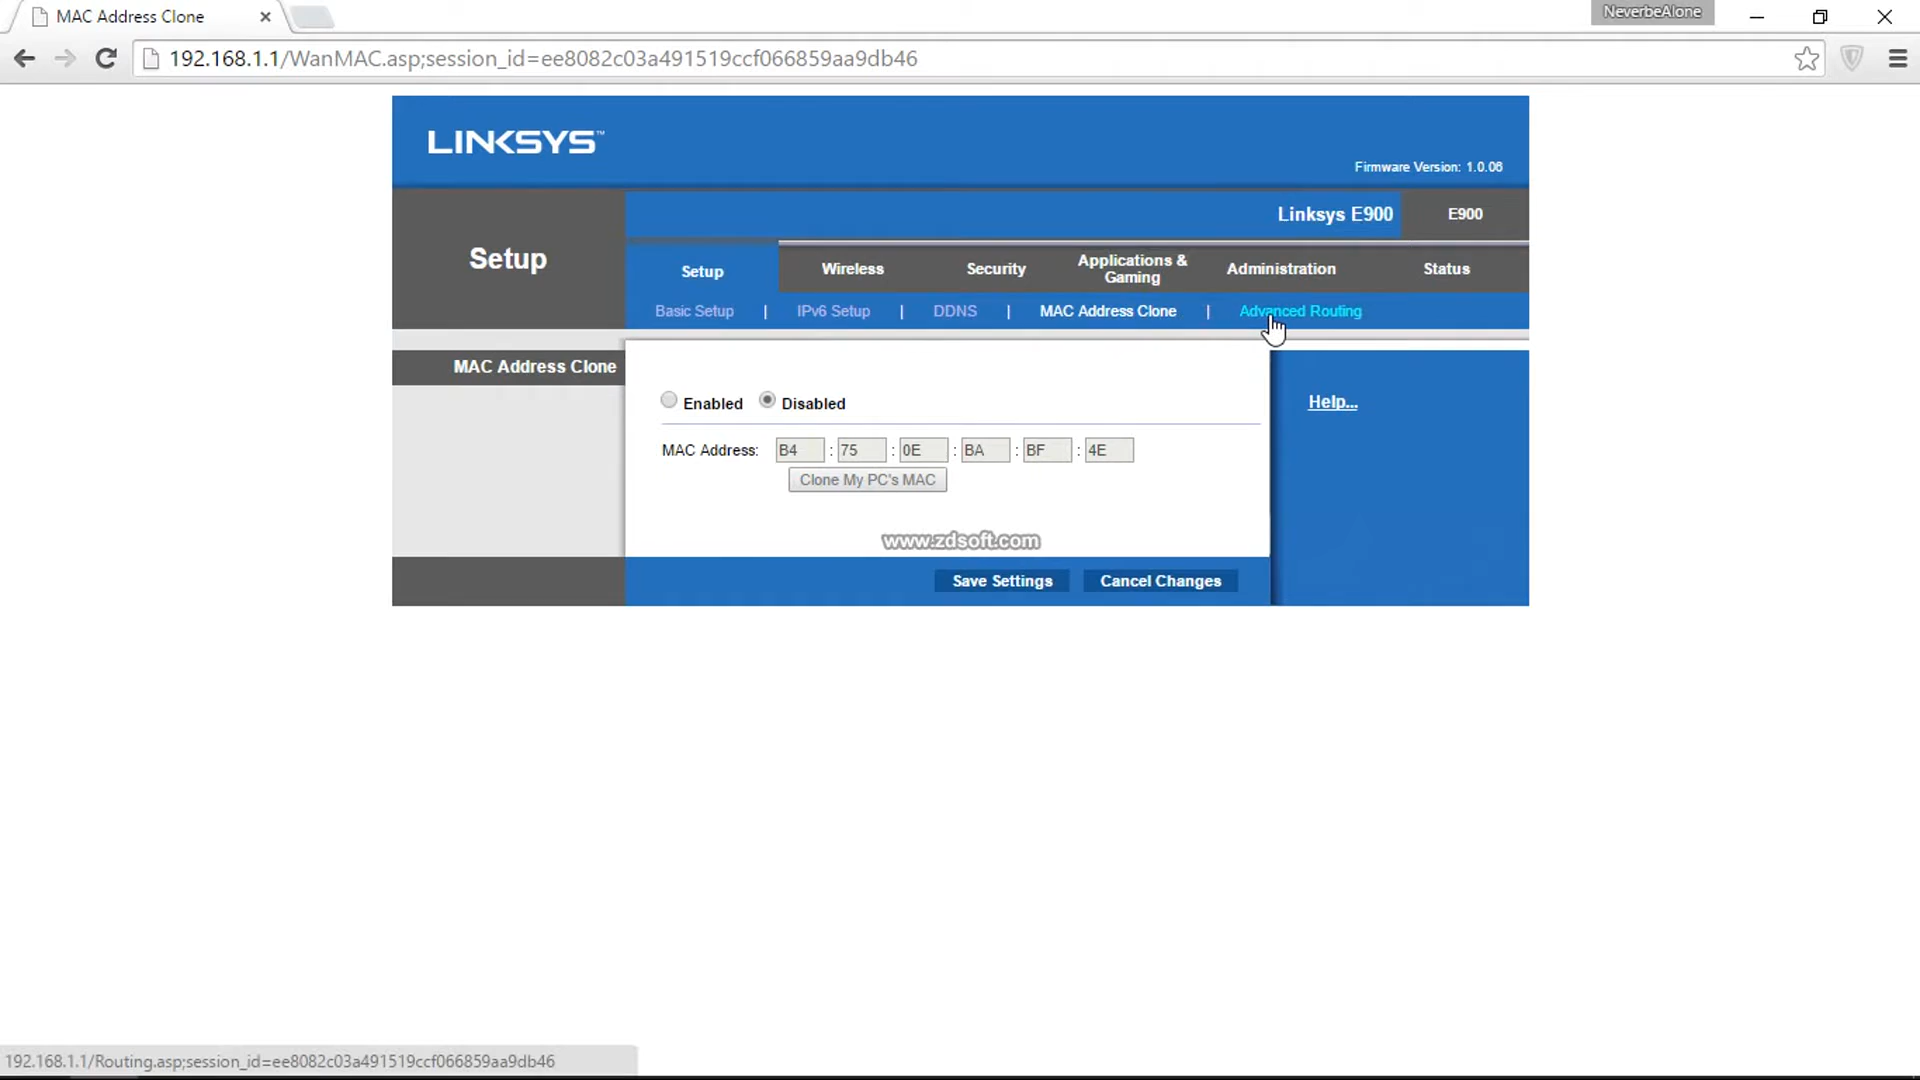 MAC Address Clone
NeverbeAlone
192.168.1.1/WanMAC.asp;session_id=ee8082c03a491519ccf066859aa9db46
LINKSYS™
Firmware Version: 1.0.06
Linksys E900 E900
Setup
Setup Wireless Security Applications & Gaming Administration Status
Basic Setup | IPv6 Setup | DDNS | MAC Address Clone | Advanced Routing
MAC Address Clone
Enabled Disabled
Help...
MAC Address: B4 : 75 : 0E : BA : BF : 4E
Clone My PC's MAC
www.zdsoft.com
Save Settings Cancel Changes
192.168.1.1/Routing.asp;session_id=ee8082c03a491519ccf066859aa9db46